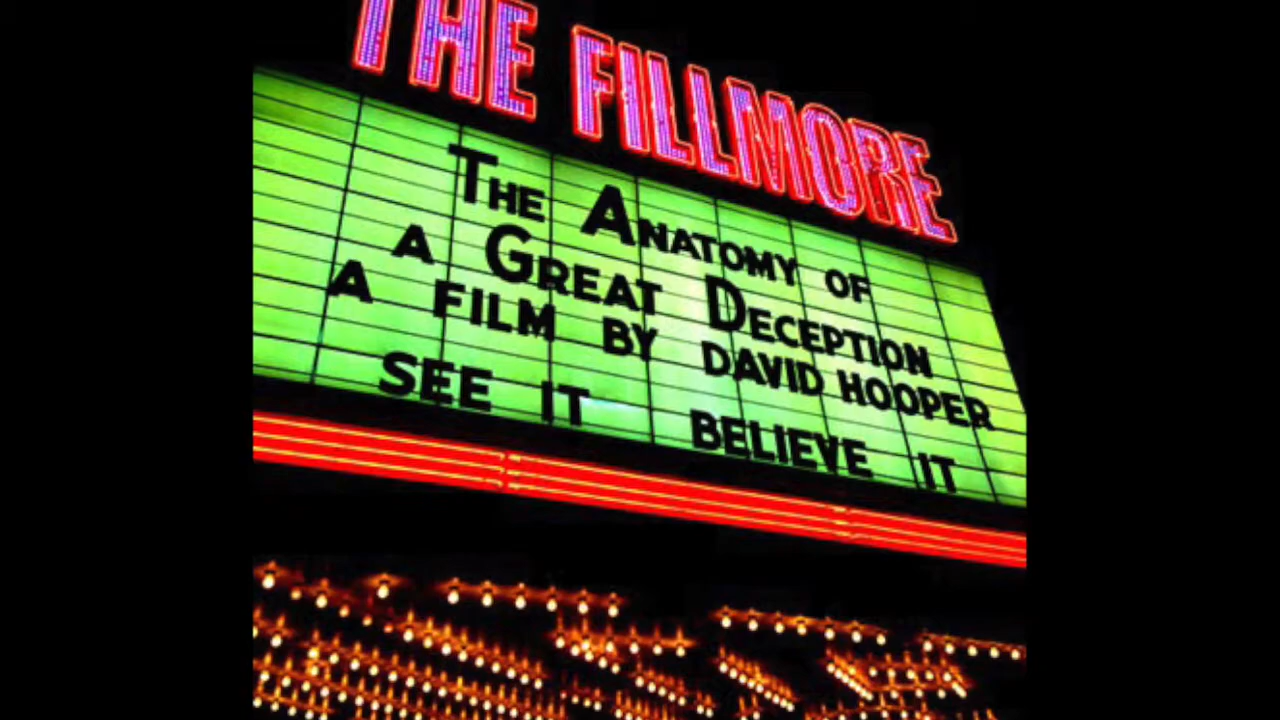 THE FILLMORE
THE ANATOMY OF
A GREAT DECEPTION
A FILM BY DAVID HOOPER
SEE IT BELIEVE IT